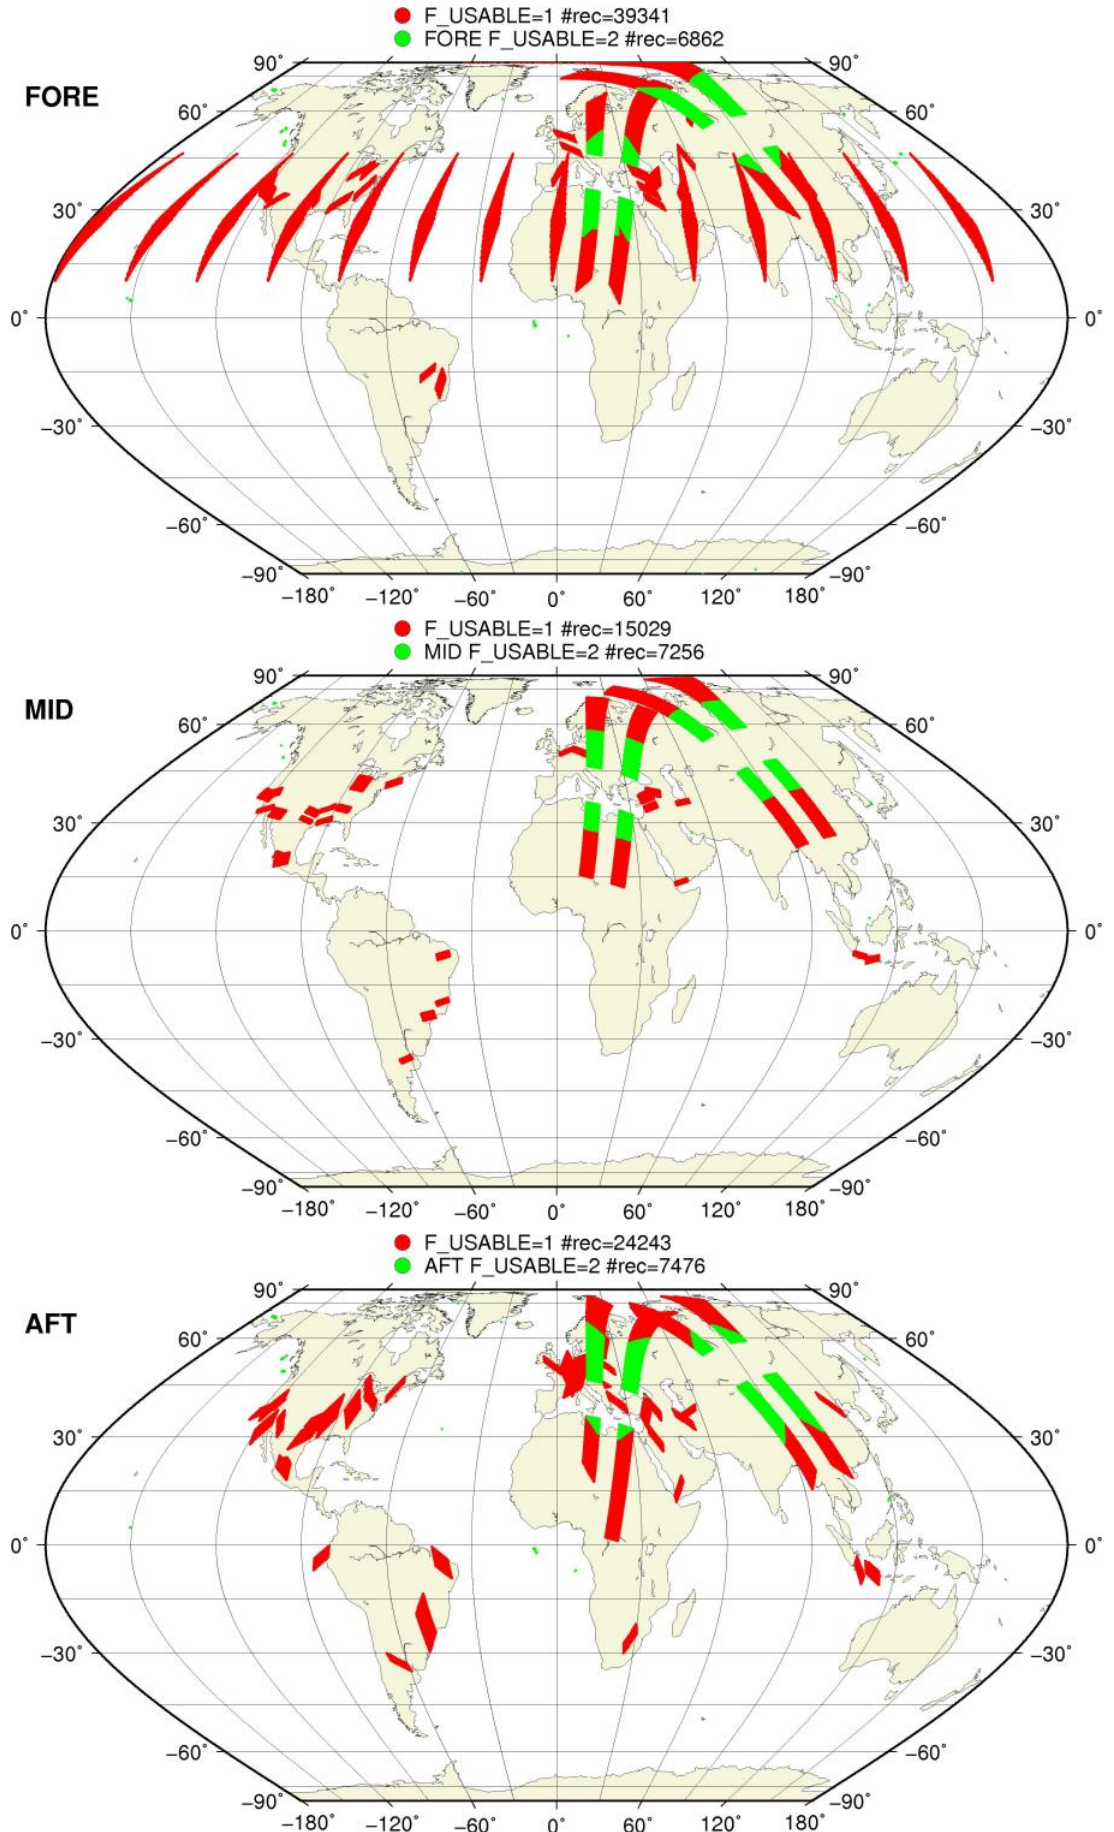 F_USABLE=1 #rec=39341
FORE F_USABLE=2 #rec=6862
FORE
90° 90°
60° 60°
30° 30°
0° 0°
−30° −30°
−60° −60°
−90° −90°
−180° −120° −60° 0° 60° 120° 180°
F_USABLE=1 #rec=15029
MID F_USABLE=2 #rec=7256
MID
90° 90°
60° 60°
30° 30°
0° 0°
−30° −30°
−60° −60°
−90° −90°
−180° −120° −60° 0° 60° 120° 180°
F_USABLE=1 #rec=24243
AFT F_USABLE=2 #rec=7476
AFT
90° 90°
60° 60°
30° 30°
0° 0°
−30° −30°
−60° −60°
−90° −90°
−180° −120° −60° 0° 60° 120° 180°